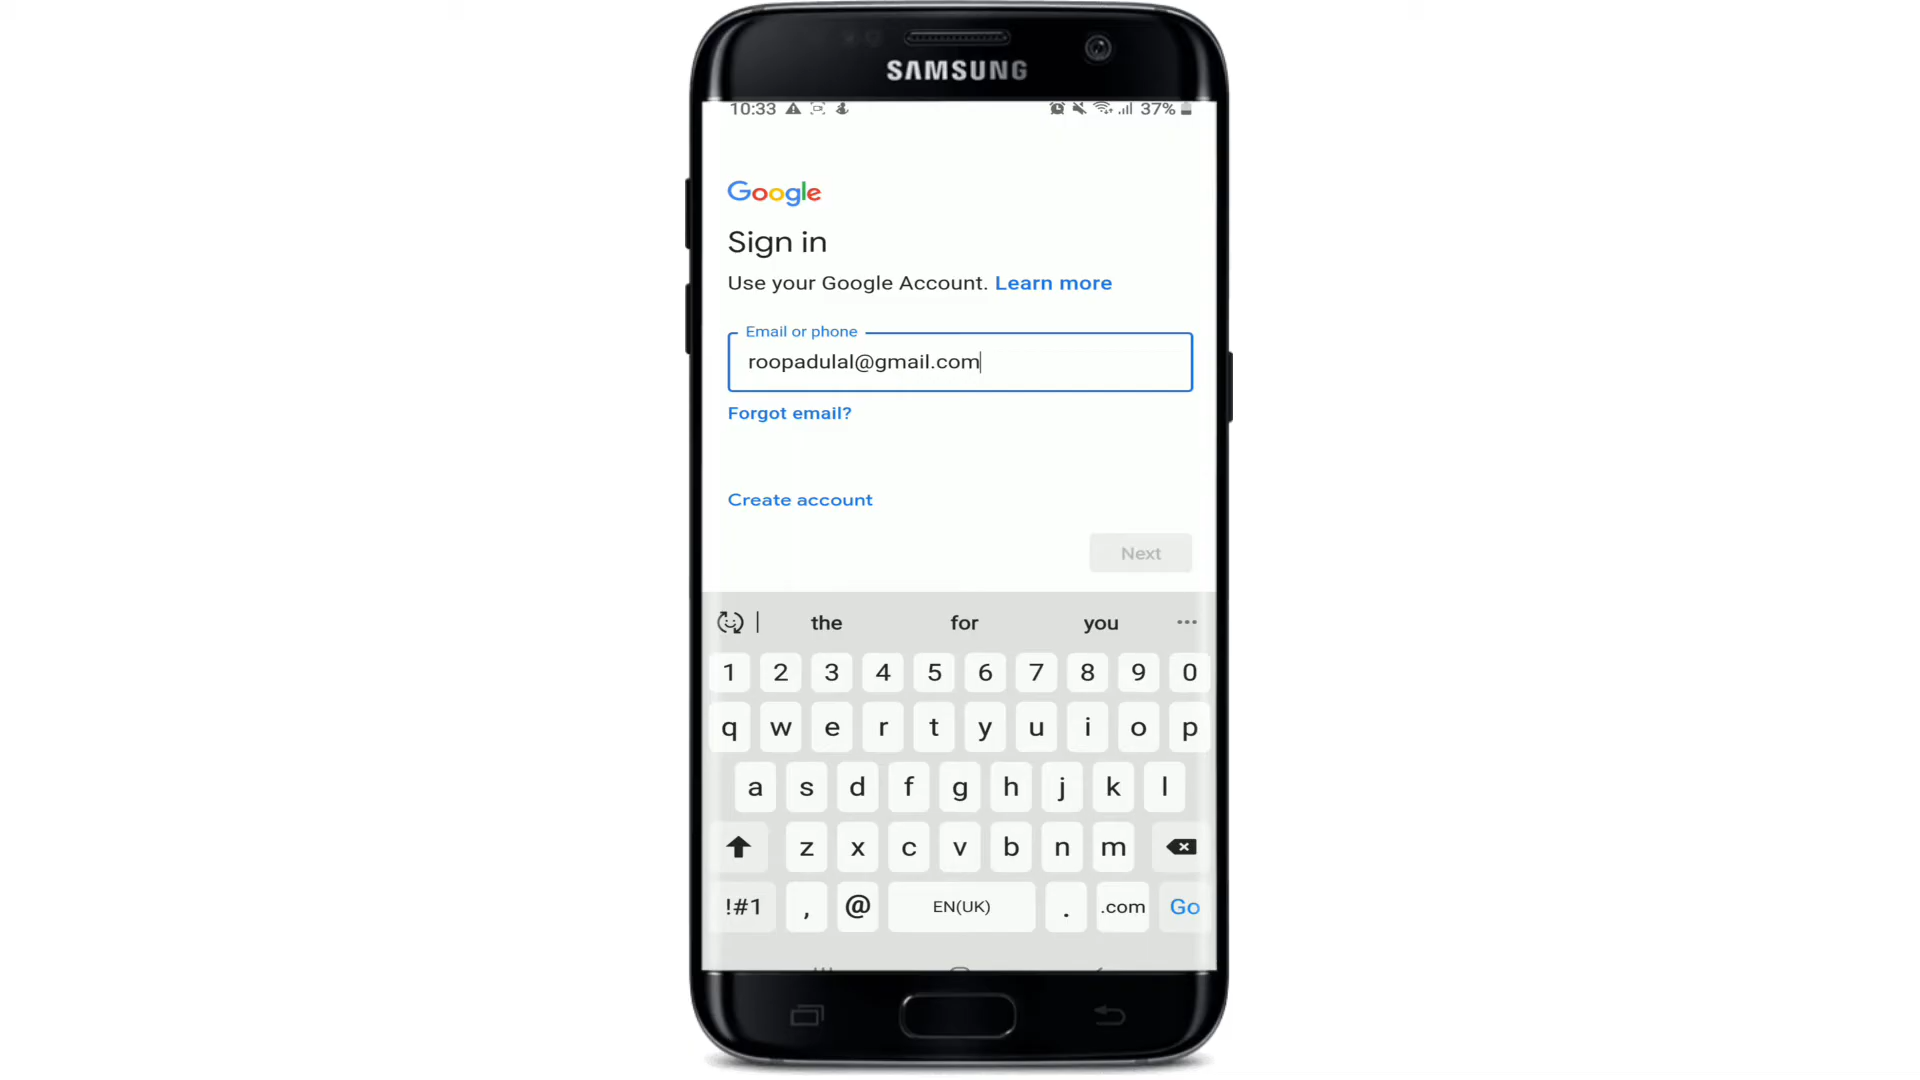 SAMSUNG
10:33 37%
Google
Sign in
Use your Google Account. Learn more
Email or phone
roopadulal@gmail.com
Forgot email?
Create account
Next
the for you
1 2 3 4 5 6 7 8 9 0
q w e r t y u i o p
a s d f g h j k l
z x c v b n m
!#1 , @ EN(UK) . .com Go